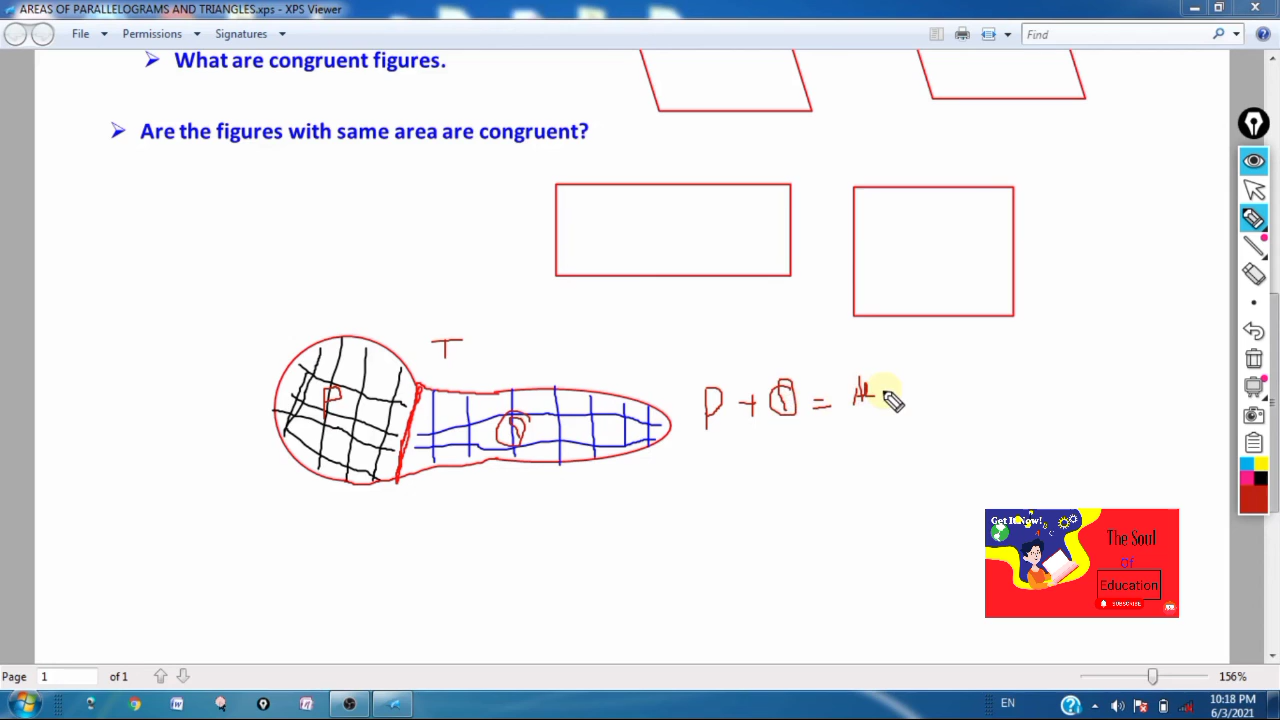 AREAS OF PARALLELOGRAMS AND TRIANGLES.xps - XPS Viewer
File Permissions Signatures Find
➢ What are congruent figures.
➢ Are the figures with same area are congruent?
T
P
Q
P + Q =
Get It Now!
The Soul
Of
Education
SUBSCRIBE
Page 1 of 1 156%
EN 10:18 PM
6/3/2021